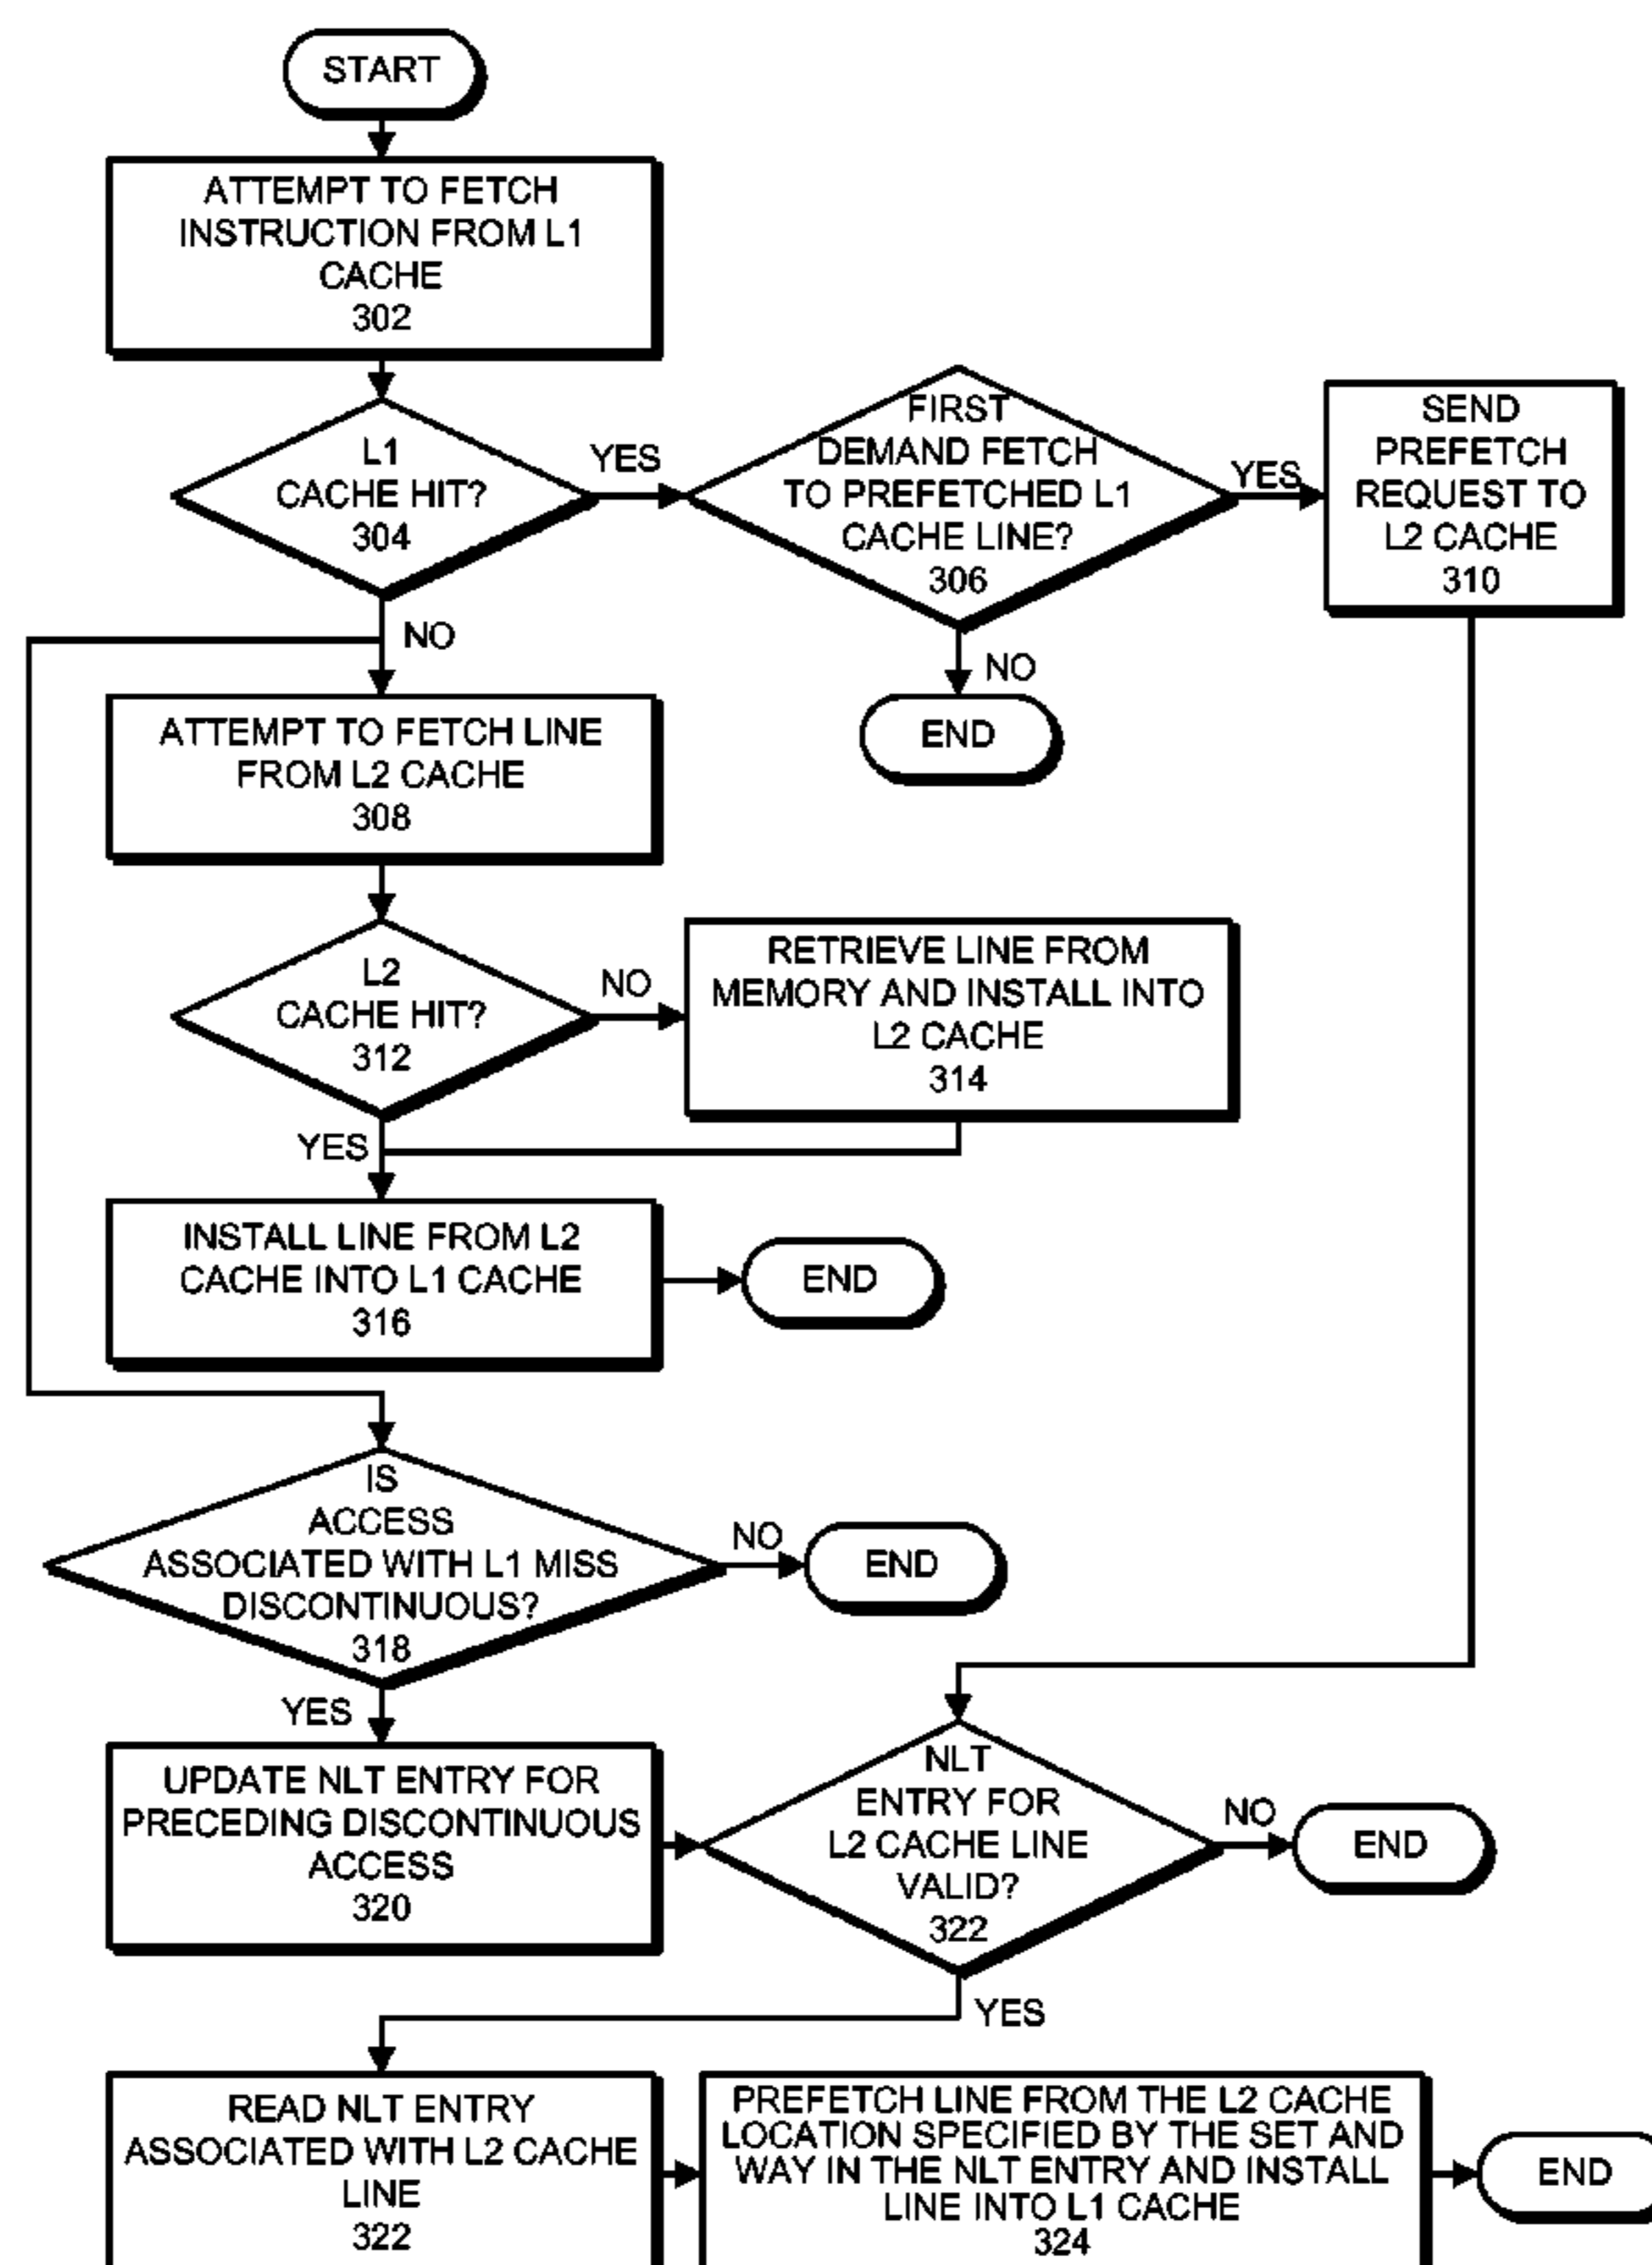 START
ATTEMPT TO FETCH
INSTRUCTION FROM L1
CACHE
302
L1
CACHE HIT?
304
YES
FIRST
DEMAND FETCH
TO PREFETCHED L1
CACHE LINE?
306
YES
SEND
PREFETCH
REQUEST TO
L2 CACHE
310
NO
NO
END
ATTEMPT TO FETCH LINE
FROM L2 CACHE
308
L2
CACHE HIT?
312
NO
RETRIEVE LINE FROM
MEMORY AND INSTALL INTO
L2 CACHE
314
YES
INSTALL LINE FROM L2
CACHE INTO L1 CACHE
316
END
IS
ACCESS
ASSOCIATED WITH L1 MISS
DISCONTINUOUS?
318
NO
END
YES
UPDATE NLT ENTRY FOR
PRECEDING DISCONTINUOUS
ACCESS
320
NLT
ENTRY FOR
L2 CACHE LINE
VALID?
322
NO
END
YES
READ NLT ENTRY
ASSOCIATED WITH L2 CACHE
LINE
322
PREFETCH LINE FROM THE L2 CACHE
LOCATION SPECIFIED BY THE SET AND
WAY IN THE NLT ENTRY AND INSTALL
LINE INTO L1 CACHE
324
END